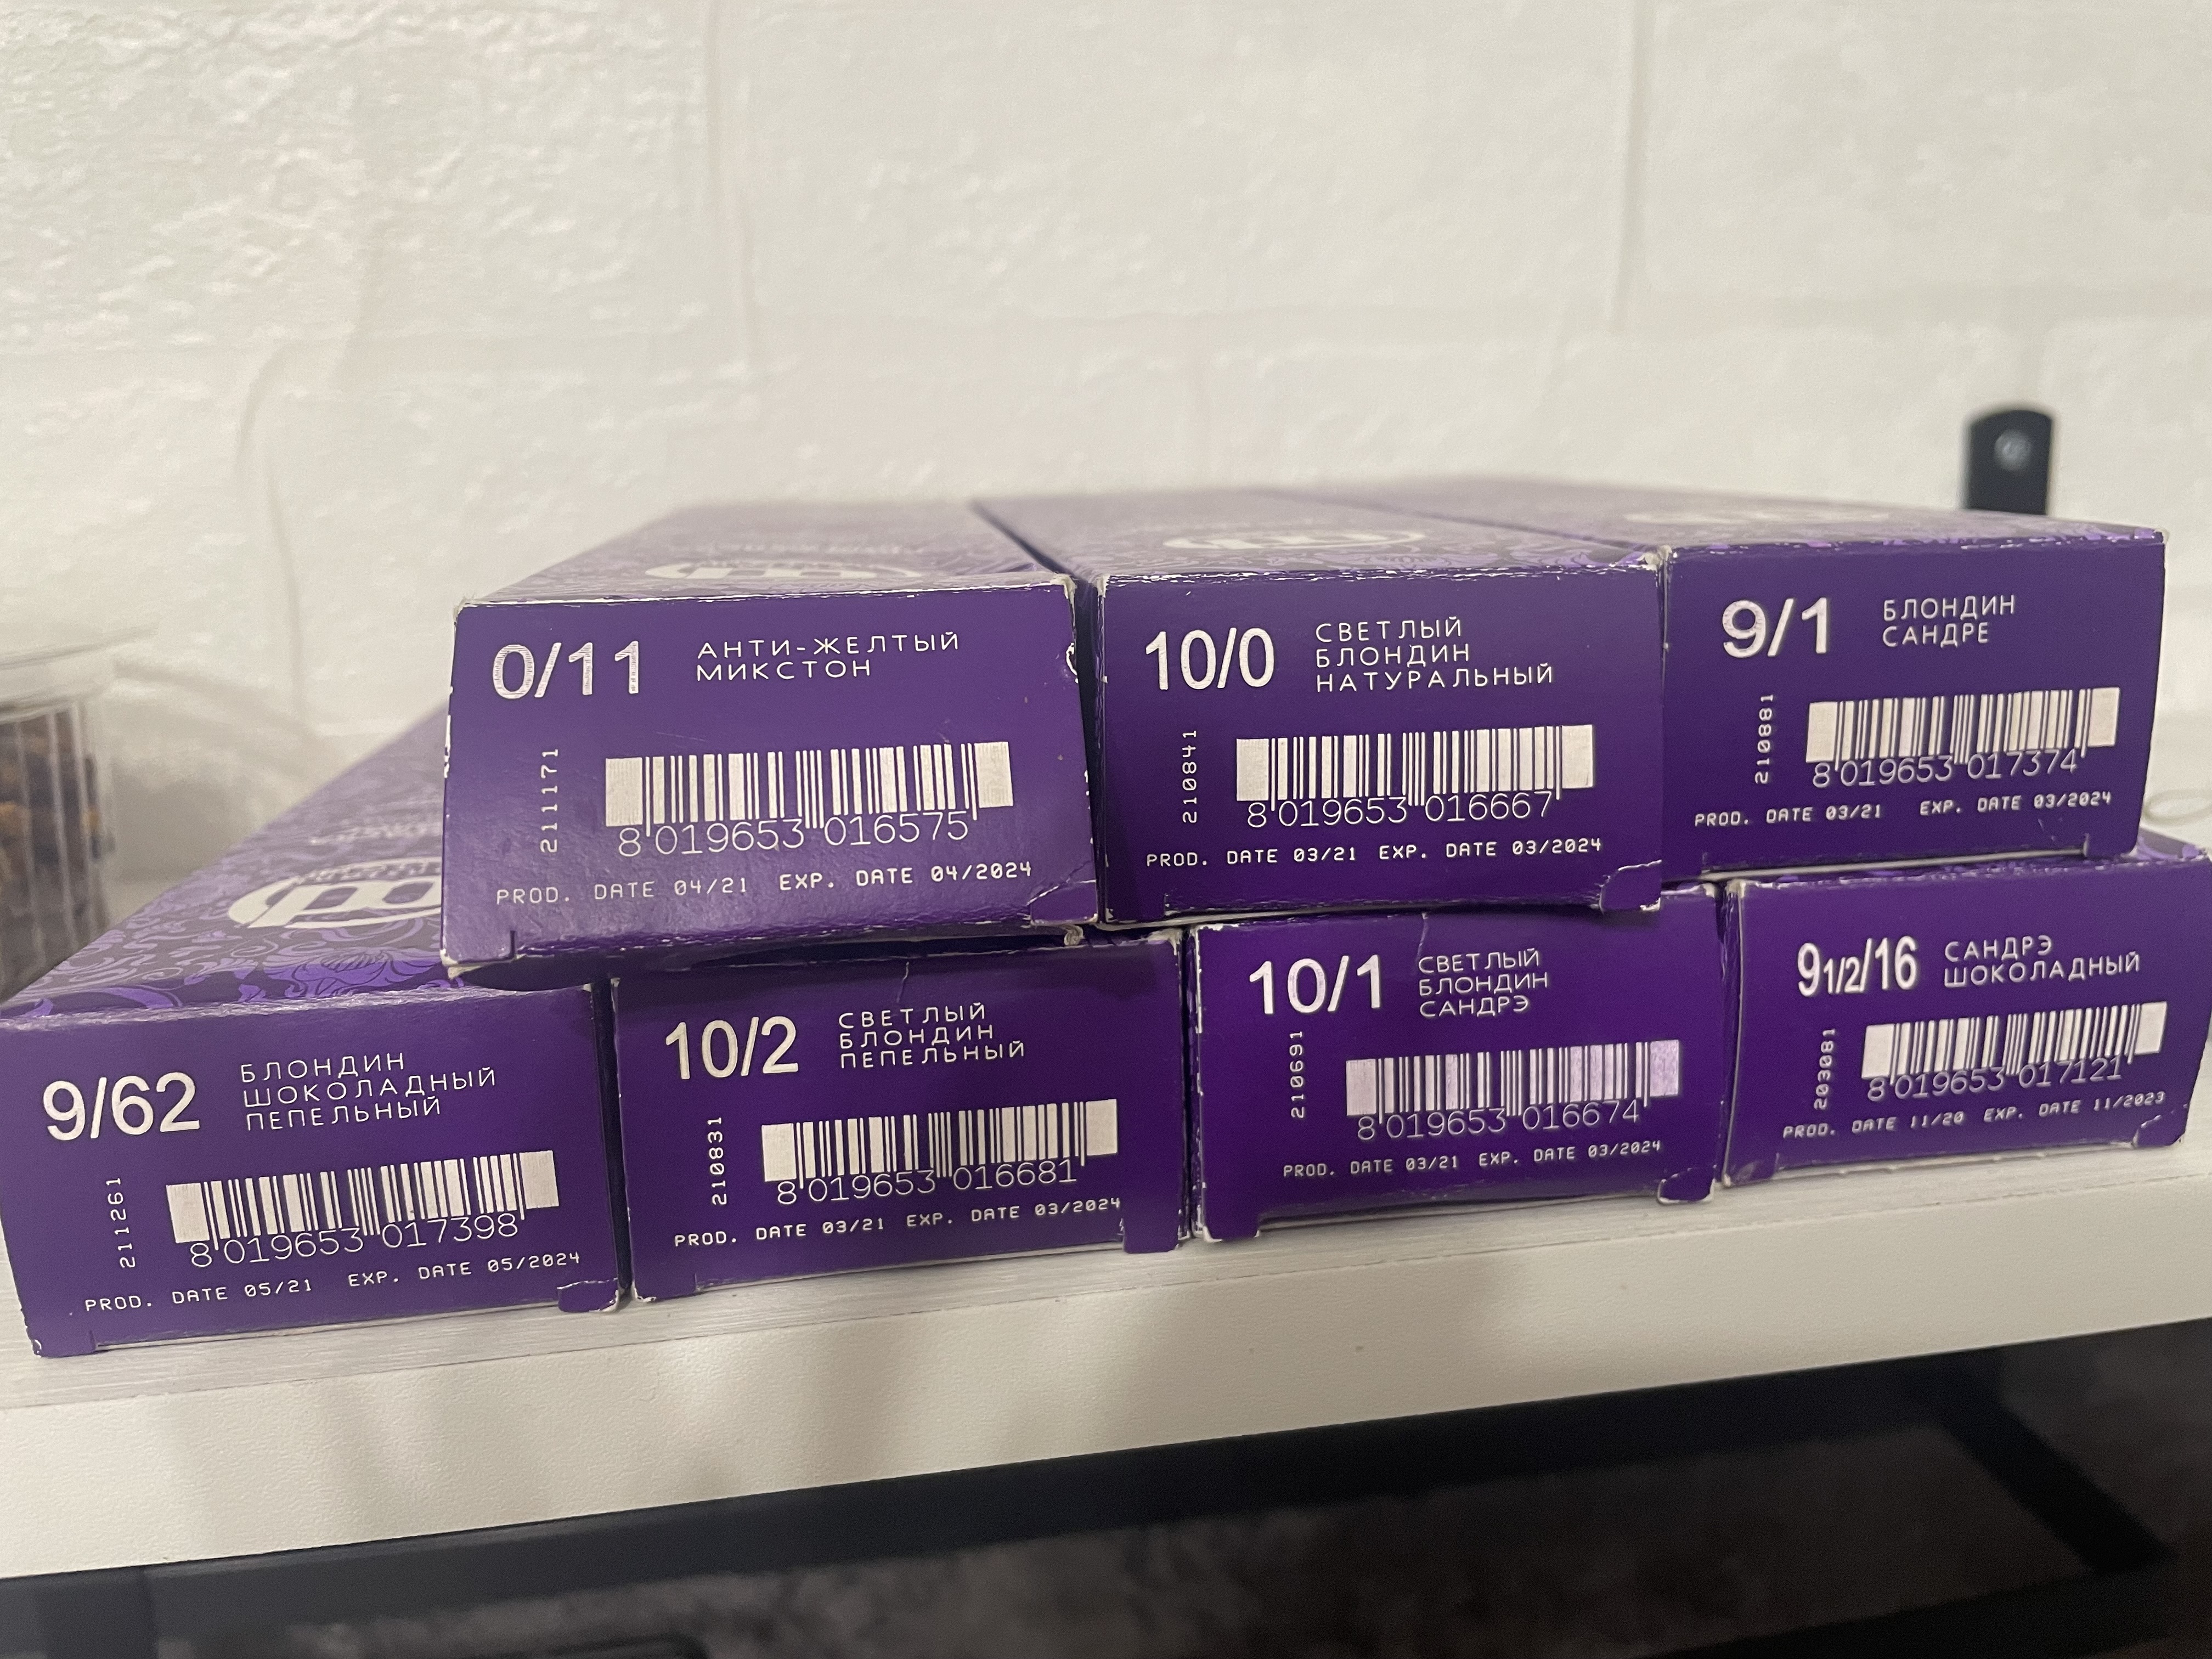 0/11
АНТИ-ЖЕЛТЫЙ
МИКСТОН
211171
8 019653 016575
PROD. DATE 04/21 EXP. DATE 04/2024
10/0
СВЕТЛЫЙ
БЛОНДИН
НАТУРАЛЬНЫЙ
210841
8 019653 016667
PROD. DATE 03/21 EXP. DATE 03/2024
9/1
БЛОНДИН
САНДРЕ
210881
8 019653 017374
PROD. DATE 03/21 EXP. DATE 03/2024
9/62
БЛОНДИН
ШОКОЛАДНЫЙ
ПЕПЕЛЬНЫЙ
211261
8 019653 017398
PROD. DATE 05/21 EXP. DATE 05/2024
10/2
СВЕТЛЫЙ
БЛОНДИН
ПЕПЕЛЬНЫЙ
210831
8 019653 016681
PROD. DATE 03/21 EXP. DATE 03/2024
10/1
СВЕТЛЫЙ
БЛОНДИН
САНДРЭ
210691
8 019653 016674
PROD. DATE 03/21 EXP. DATE 03/2024
91/2/16
САНДРЭ
ШОКОЛАДНЫЙ
203081
8 019653 017121
PROD. DATE 11/20 EXP. DATE 11/2023